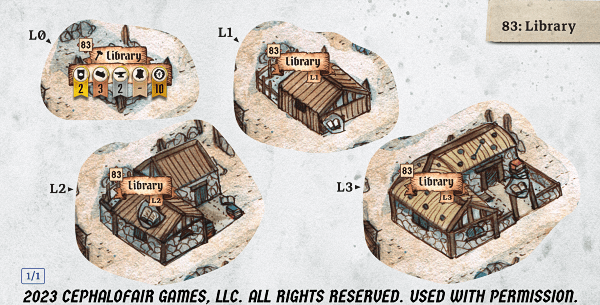 83: Library
L0
83
Library
2 3 2 10
L1
83
Library
L1
L2
83
Library
L2
L3
83
Library
L3
1/1
2023 CEPHALOFAIR GAMES, LLC. ALL RIGHTS RESERVED. USED WITH PERMISSION.